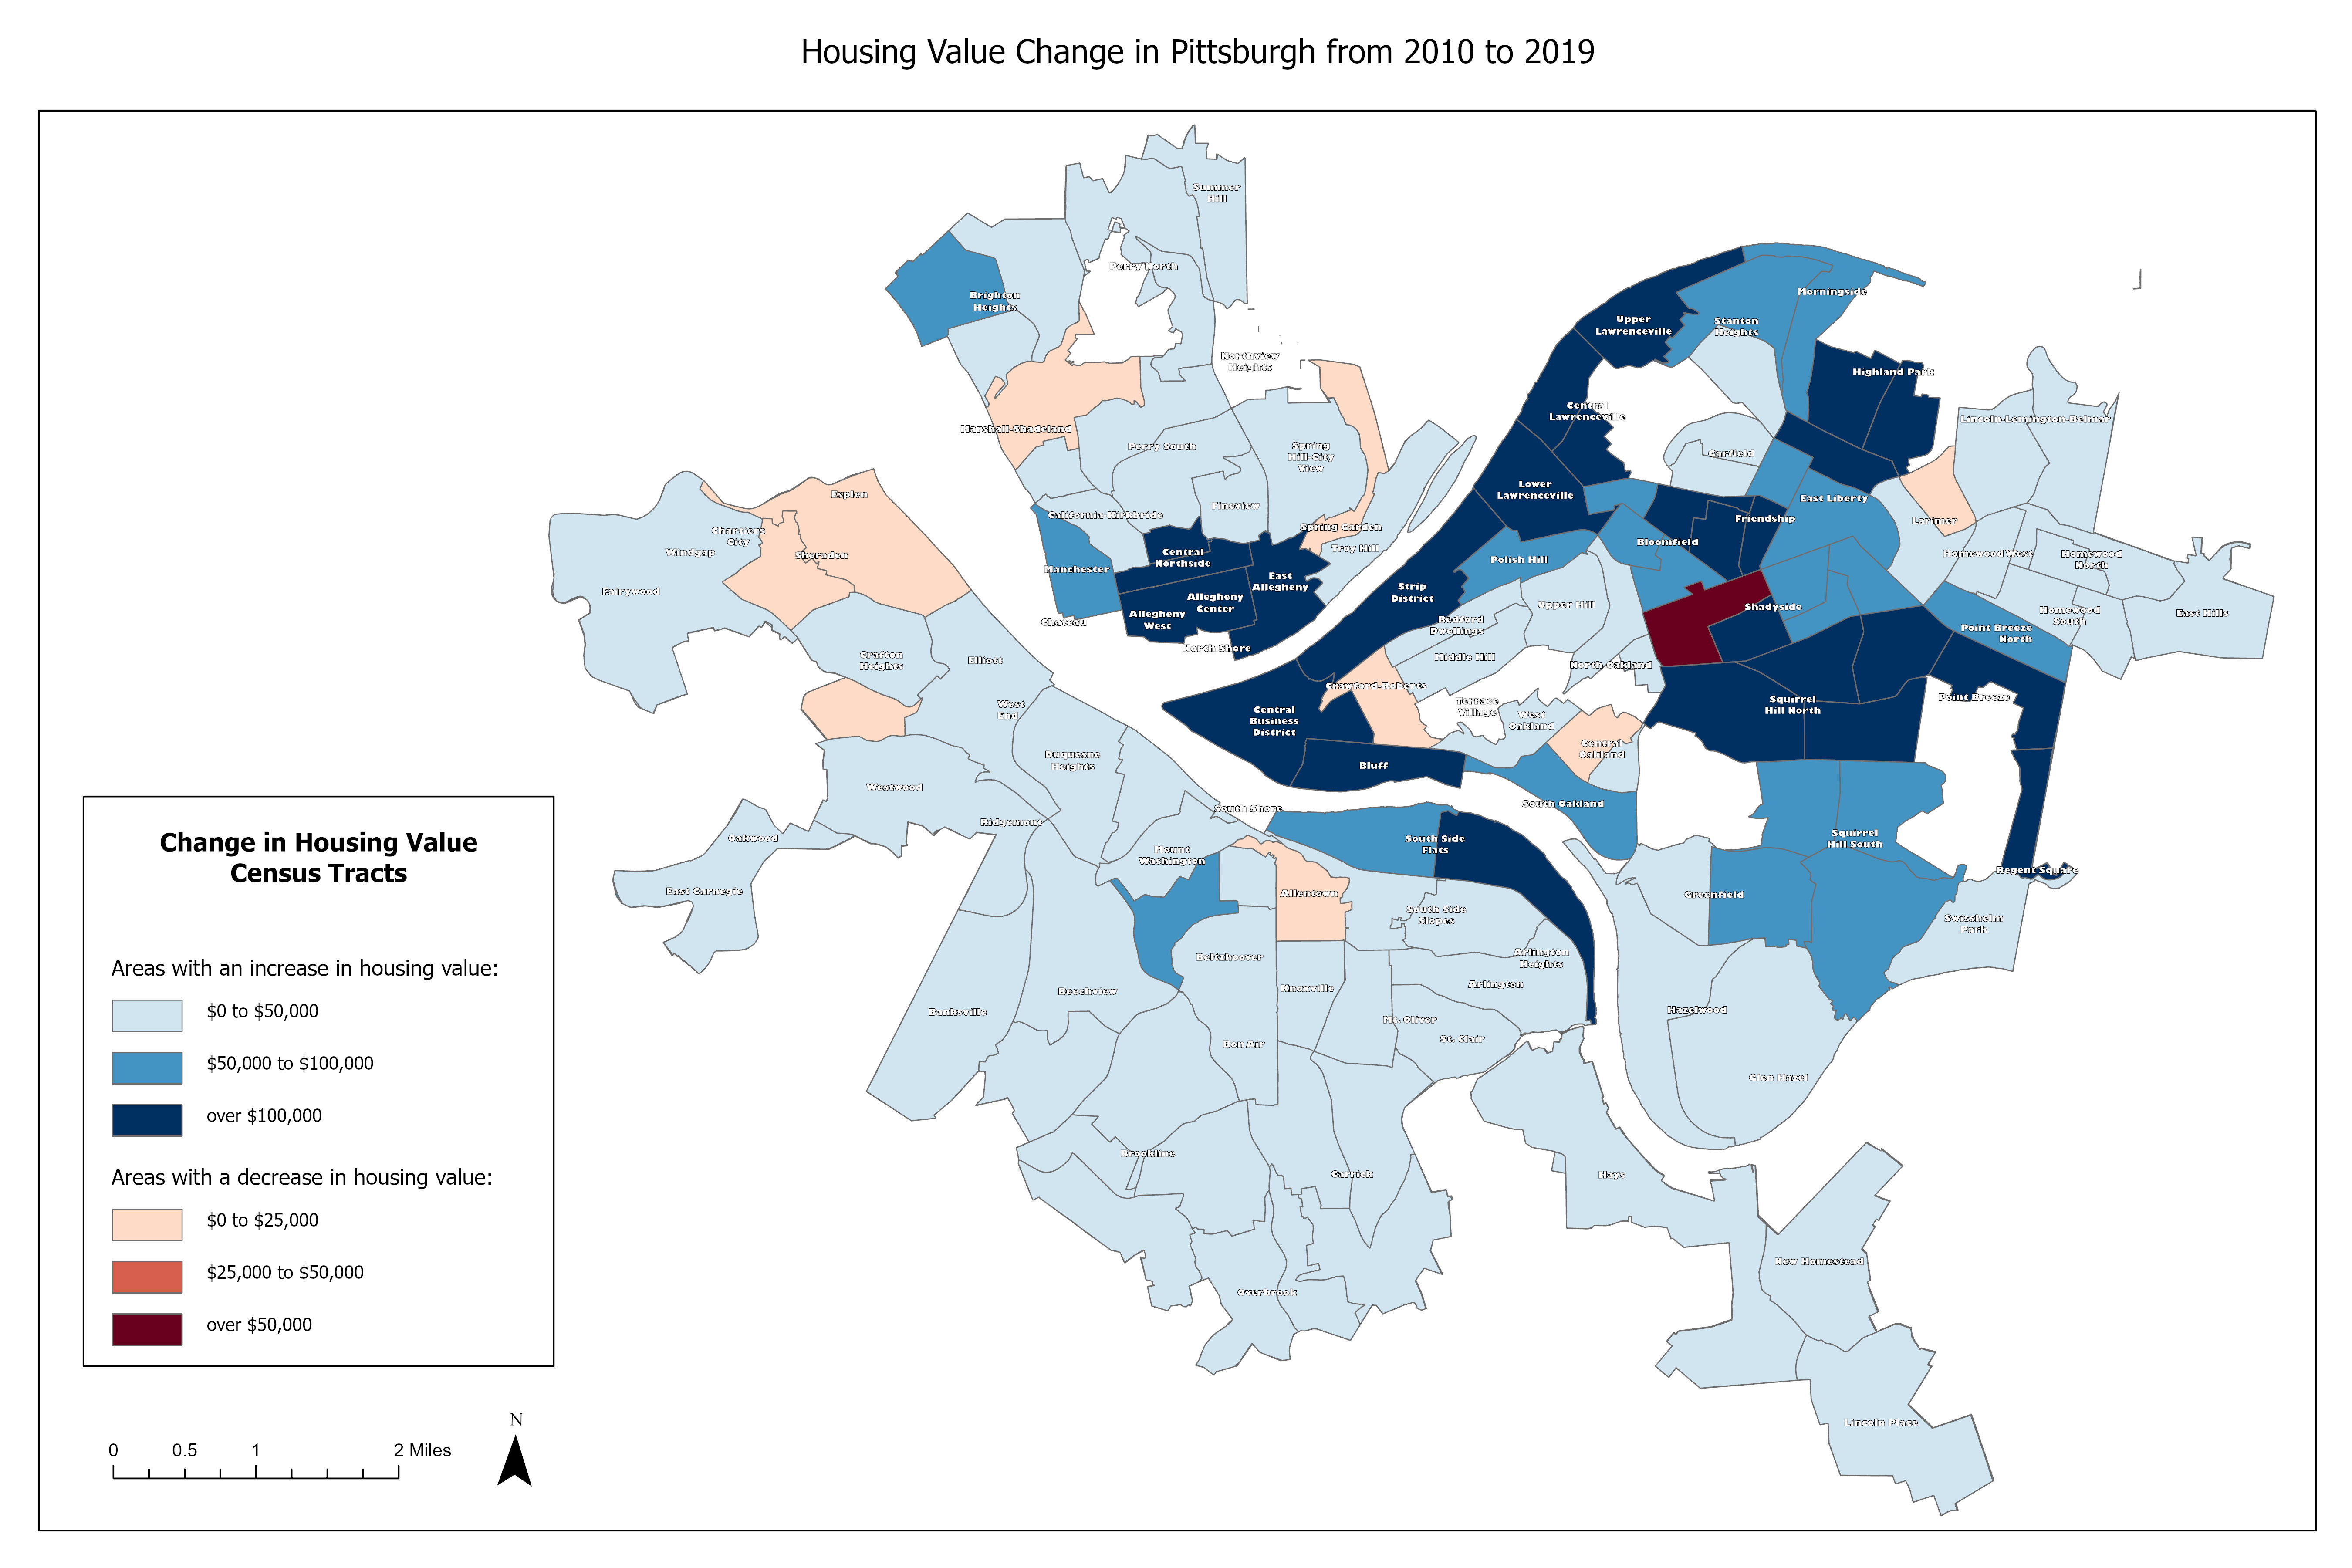 Housing Value Change in Pittsburgh from 2010 to 2019
Summer
Hill
Perry North
Brighton
Heights
Northview
Heights
Marshall-Shadeland
Perry South
Spring
Hill-City
View
Fineview
California-Kirkbride
Spring Garden
Troy Hill
Central
Northside
Manchester
East
Allegheny
Allegheny
Center
Allegheny
West
Chateau
North Shore
Morningside
Upper
Lawrenceville
Stanton
Heights
Highland Park
Central
Lawrenceville
Lincoln-Lemington-Belmar
Garfield
Lower
Lawrenceville
East Liberty
Friendship
Larimer
Bloomfield
Polish Hill
Homewood West
Homewood
North
Strip
District
Upper Hill
Shadyside
Homewood
South
East Hills
Bedford
Dwellings
Point Breeze
North
Middle Hill
North Oakland
Crawford-Roberts
Terrace
Village
West
Oakland
Squirrel
Hill North
Point Breeze
Central
Business
District
Central
Oakland
Bluff
South Oakland
Esplen
Chartiers
City
Windgap
Sheraden
Fairywood
Crafton
Heights
Elliott
West
End
Duquesne
Heights
Westwood
Ridgemont
Oakwood
East Carnegie
South Shore
Mount
Washington
South Side
Flats
Squirrel
Hill South
Regent Square
Allentown
Greenfield
South Side
Slopes
Swisshelm
Park
Beltzhoover
Arlington
Heights
Knoxville
Arlington
Beechview
Banksville
Mt. Oliver
Hazelwood
Bon Air
St. Clair
Glen Hazel
Brookline
Carrick
Hays
New Homestead
Overbrook
Lincoln Place
Change in Housing Value
Census Tracts
Areas with an increase in housing value:
$0 to $50,000
$50,000 to $100,000
over $100,000
Areas with a decrease in housing value:
$0 to $25,000
$25,000 to $50,000
over $50,000
0 0.5 1 2 Miles
N